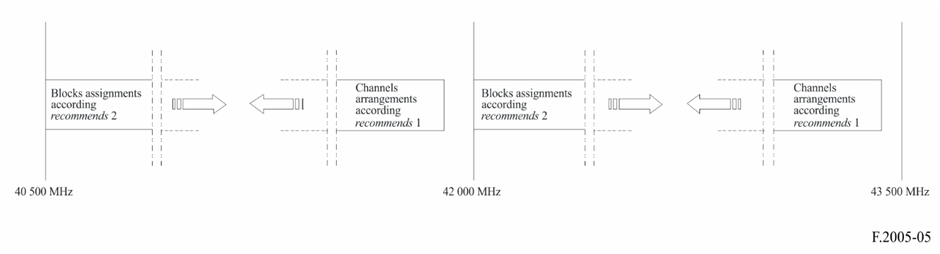 Blocks assignments
according
recommends 2
Channels
arrangements
according
recommends 1
Blocks assignments
according
recommends 2
Channels
arrangements
according
recommends 1
40 500 MHz
42 000 MHz
43 500 MHz
F.2005-05